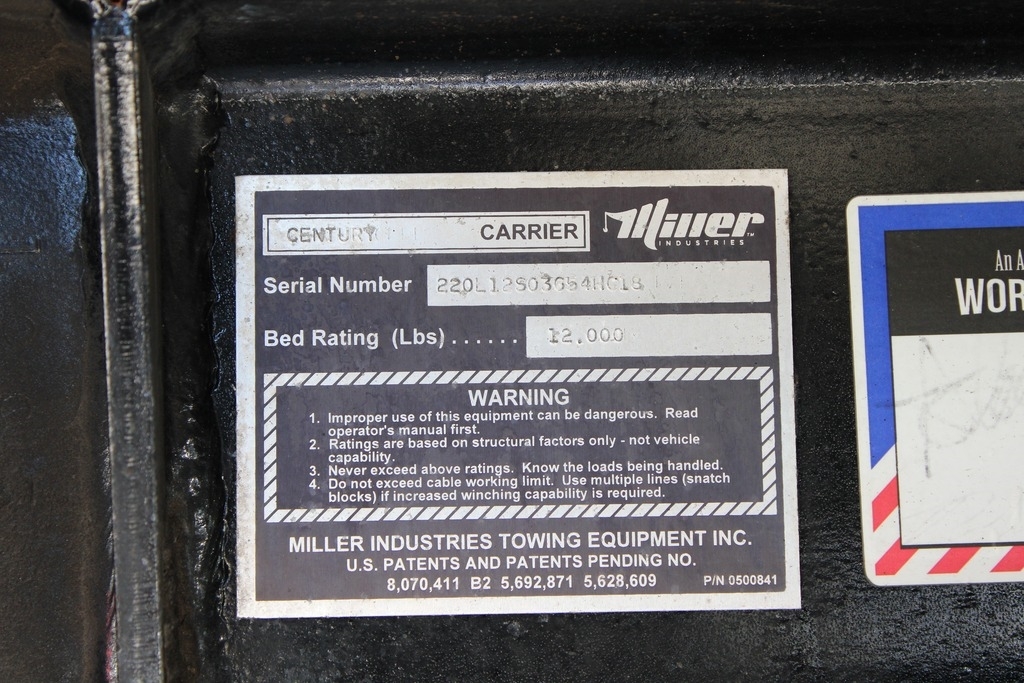 CENTURY CARRIER
Miller
INDUSTRIES
Serial Number
Bed Rating (Lbs)...... 12,000
WARNING
1. Improper use of this equipment can be dangerous. Read
operator's manual first.
2. Ratings are based on structural factors only - not vehicle
capability.
3. Never exceed above ratings. Know the loads being handled.
4. Do not exceed cable working limit. Use multiple lines (snatch
blocks) if increased winching capability is required.
MILLER INDUSTRIES TOWING EQUIPMENT INC.
U.S. PATENTS AND PATENTS PENDING NO.
8,070,411 B2 5,692,871 5,628,609 P/N 0500841
An